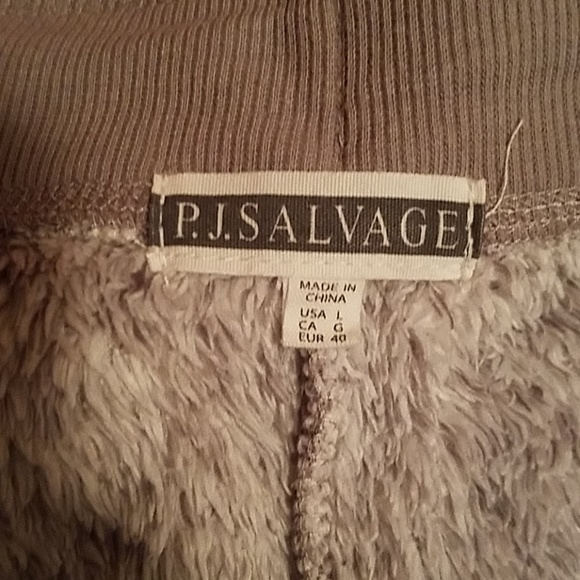 P.J.SALVAGE
MADE IN
CHINA
USA L
CA G
EUR 40